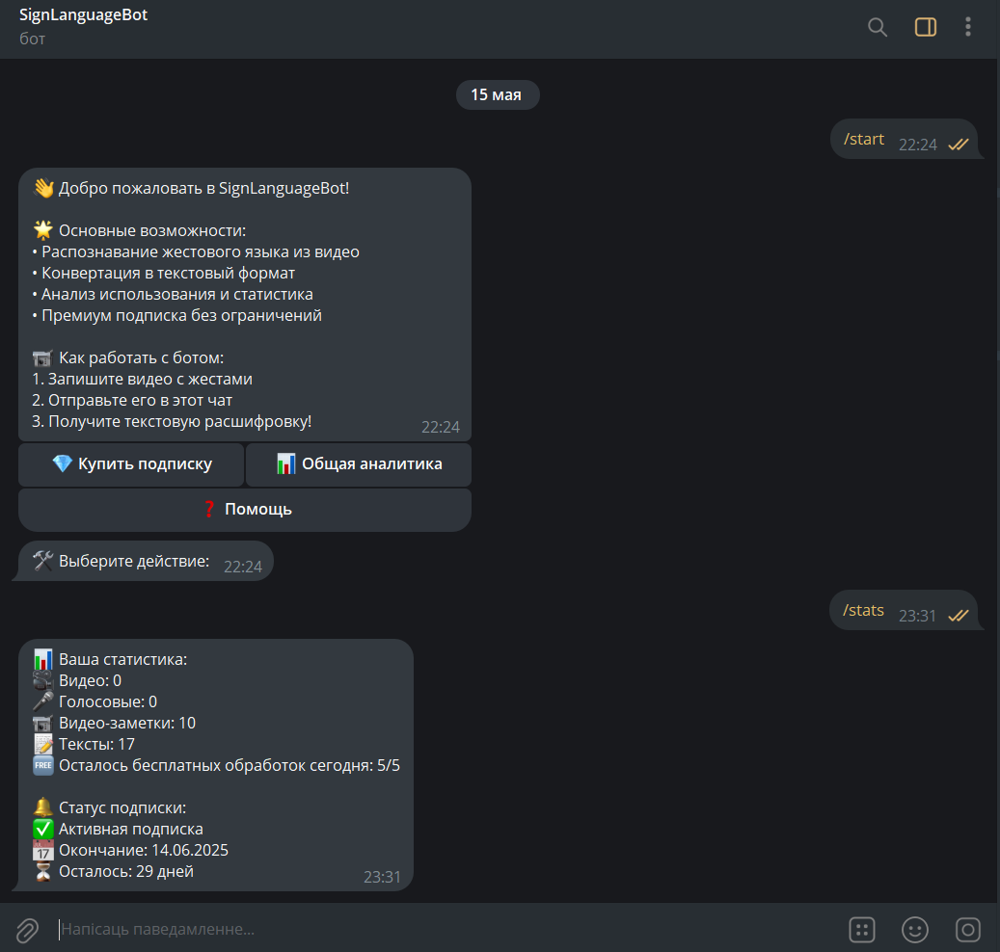 SignLanguageBot
бот
15 мая
/start 22:24
👋 Добро пожаловать в SignLanguageBot!
🌟 Основные возможности:
• Распознавание жестового языка из видео
• Конвертация в текстовый формат
• Анализ использования и статистика
• Премиум подписка без ограничений
Как работать с ботом:
1. Запишите видео с жестами
2. Отправьте его в этот чат
3. Получите текстовую расшифровку!
22:24
💎 Купить подписку
📊 Общая аналитика
❓ Помощь
🛠 Выберите действие: 22:24
/stats 23:31
📊 Ваша статистика:
Видео: 0
🎤 Голосовые: 0
Видео-заметки: 10
📝 Тексты: 17
🆓 Осталось бесплатных обработок сегодня: 5/5
🔔 Статус подписки:
✅ Активная подписка
📅 Окончание: 14.06.2025
⏳ Осталось: 29 дней
23:31
Напісаць паведамленне...